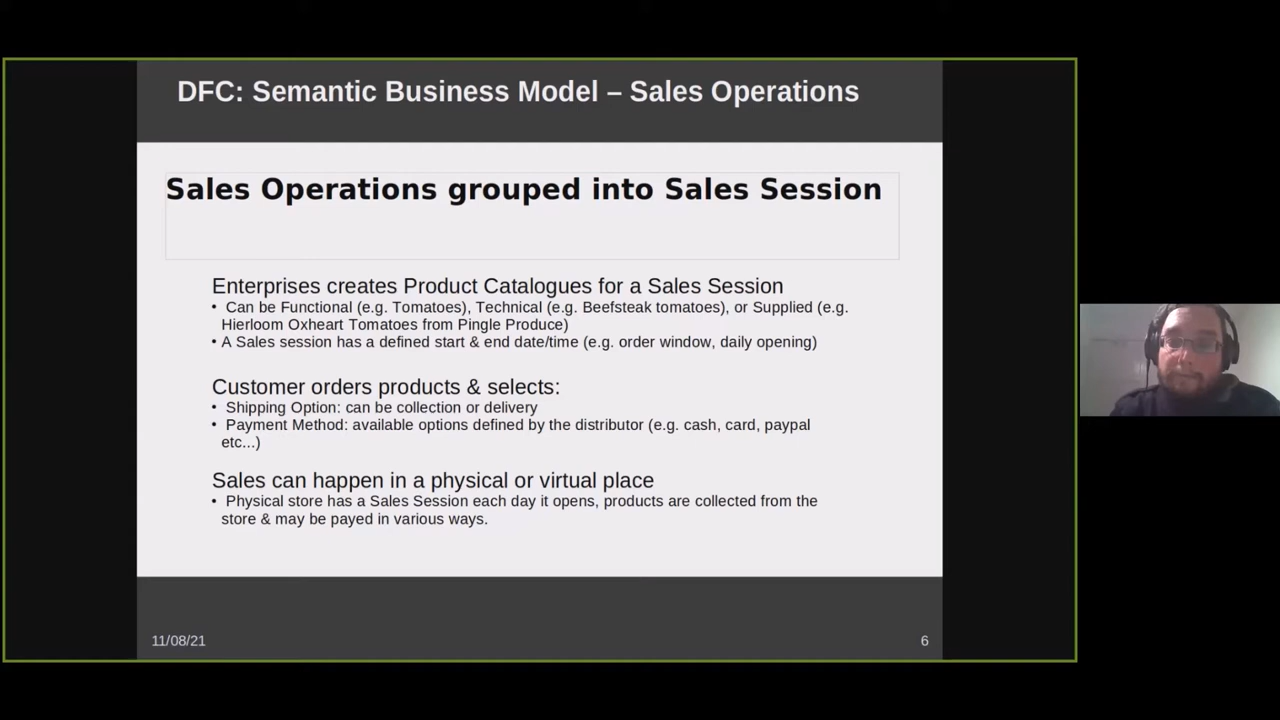 DFC: Semantic Business Model – Sales Operations
Sales Operations grouped into Sales Session
Enterprises creates Product Catalogues for a Sales Session
• Can be Functional (e.g. Tomatoes), Technical (e.g. Beefsteak tomatoes), or Supplied (e.g.
Hierloom Oxheart Tomatoes from Pingle Produce)
• A Sales session has a defined start & end date/time (e.g. order window, daily opening)
Customer orders products & selects:
• Shipping Option: can be collection or delivery
• Payment Method: available options defined by the distributor (e.g. cash, card, paypal
etc...)
Sales can happen in a physical or virtual place
• Physical store has a Sales Session each day it opens, products are collected from the
store & may be payed in various ways.
11/08/21
6